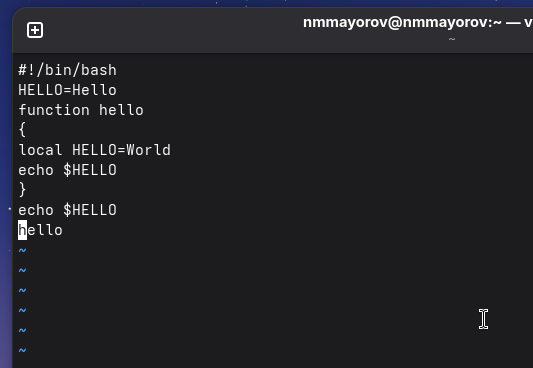 nmmayorov@nmmayorov:~ — v
~
#!/bin/bash
HELLO=Hello
function hello
{
local HELLO=World
echo $HELLO
}
echo $HELLO
hello
~
~
~
~
~
~